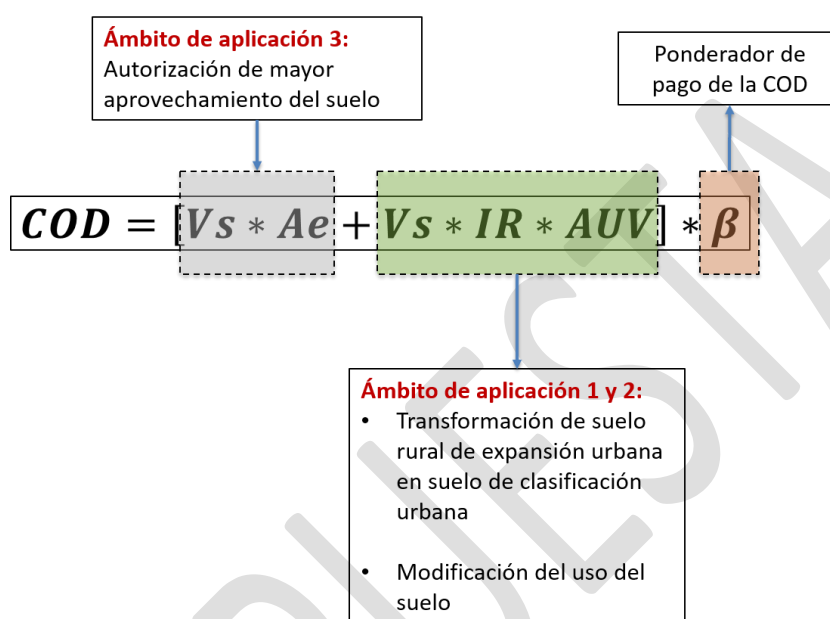 Ámbito de aplicación 3:
Autorización de mayor
aprovechamiento del suelo
Ponderador de
pago de la COD
COD = [Vs * Ae + Vs * IR * AUV] * β
Ámbito de aplicación 1 y 2:
• Transformación de suelo
rural de expansión urbana
en suelo de clasificación
urbana
• Modificación del uso del
suelo